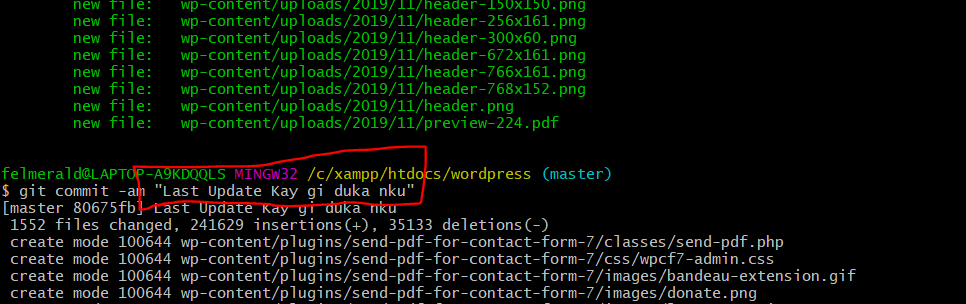 new file:   wp-content/uploads/2019/11/header-150x150.png
new file:   wp-content/uploads/2019/11/header-256x161.png
new file:   wp-content/uploads/2019/11/header-300x60.png
new file:   wp-content/uploads/2019/11/header-672x161.png
new file:   wp-content/uploads/2019/11/header-766x161.png
new file:   wp-content/uploads/2019/11/header-768x152.png
new file:   wp-content/uploads/2019/11/header.png
new file:   wp-content/uploads/2019/11/preview-224.pdf
felmerald@LAPTOP-A9KDQQLS MINGW32 /c/xampp/htdocs/wordpress (master)
$ git commit -am "Last Update Kay gi duka nku"
[master 80675fb] Last Update Kay gi duka nku
1552 files changed, 241629 insertions(+), 35133 deletions(-)
create mode 100644 wp-content/plugins/send-pdf-for-contact-form-7/classes/send-pdf.php
create mode 100644 wp-content/plugins/send-pdf-for-contact-form-7/css/wpcf7-admin.css
create mode 100644 wp-content/plugins/send-pdf-for-contact-form-7/images/bandeau-extension.gif
create mode 100644 wp-content/plugins/send-pdf-for-contact-form-7/images/donate.png